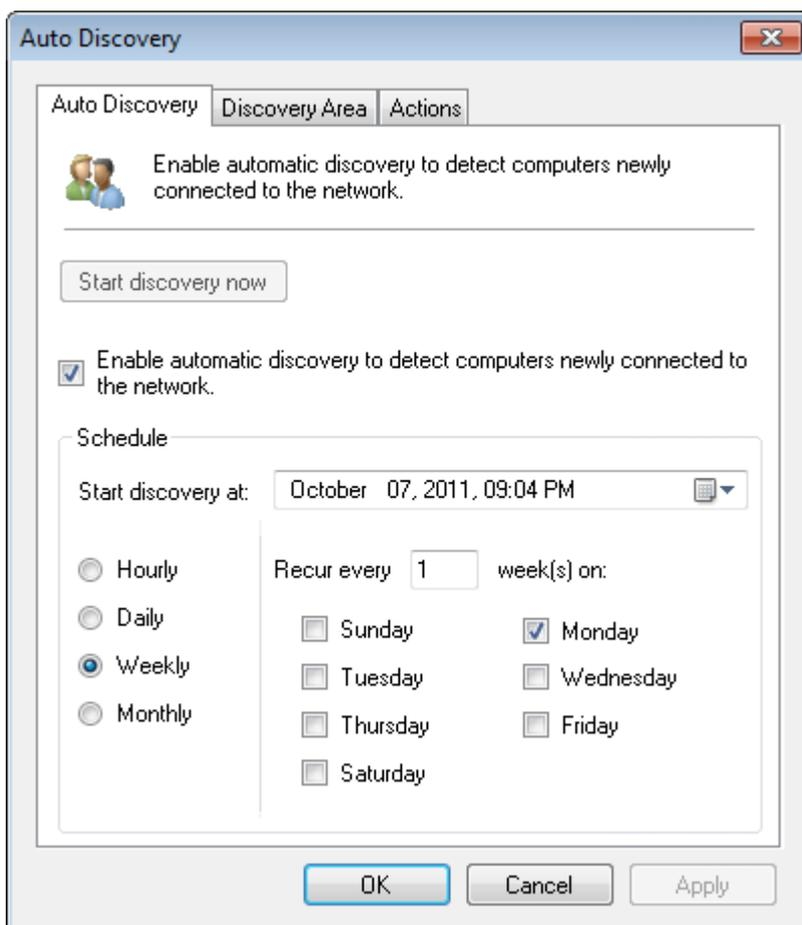 Auto Discovery
Auto Discovery Discovery Area Actions
Enable automatic discovery to detect computers newly
connected to the network.
Start discovery now
Enable automatic discovery to detect computers newly connected to
the network.
Schedule
Start discovery at: October 07, 2011, 09:04 PM
Hourly
Daily
Weekly
Monthly
Recur every 1 week(s) on:
Sunday Monday
Tuesday Wednesday
Thursday Friday
Saturday
OK Cancel Apply